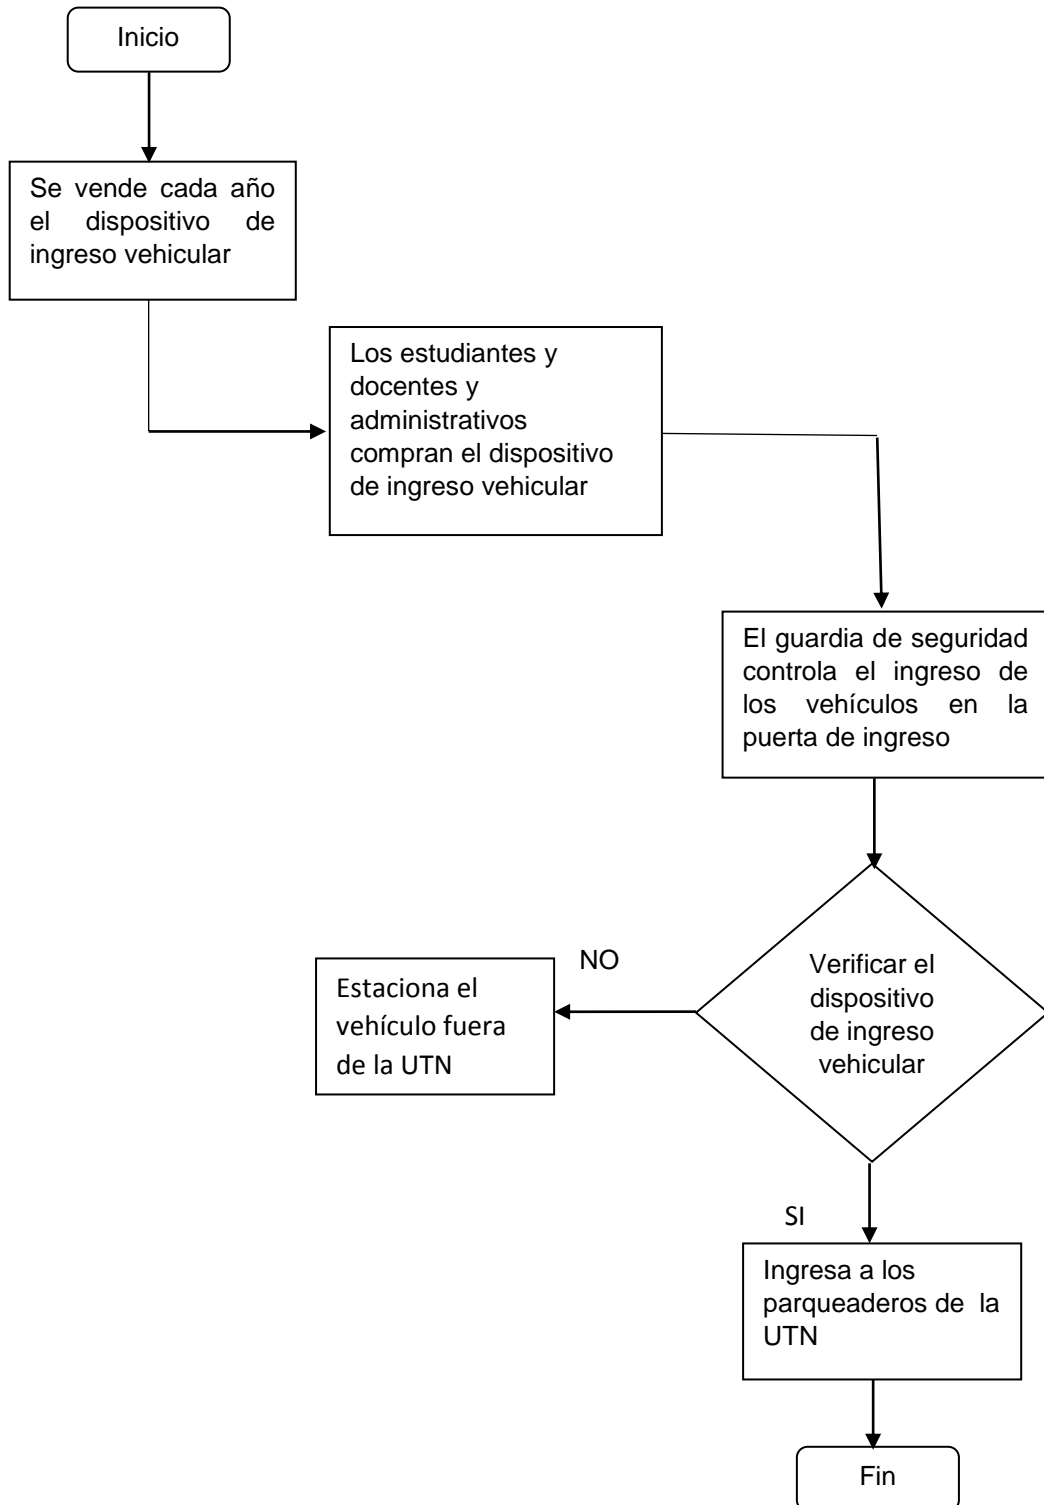 Inicio
Se vende cada año
el dispositivo de
ingreso vehicular
Los estudiantes y
docentes y
administrativos
compran el dispositivo
de ingreso vehicular
El guardia de seguridad
controla el ingreso de
los vehículos en la
puerta de ingreso
Verificar el
dispositivo
de ingreso
vehicular
NO
Estaciona el
vehículo fuera
de la UTN
SI
Ingresa a los
parqueaderos de la
UTN
Fin